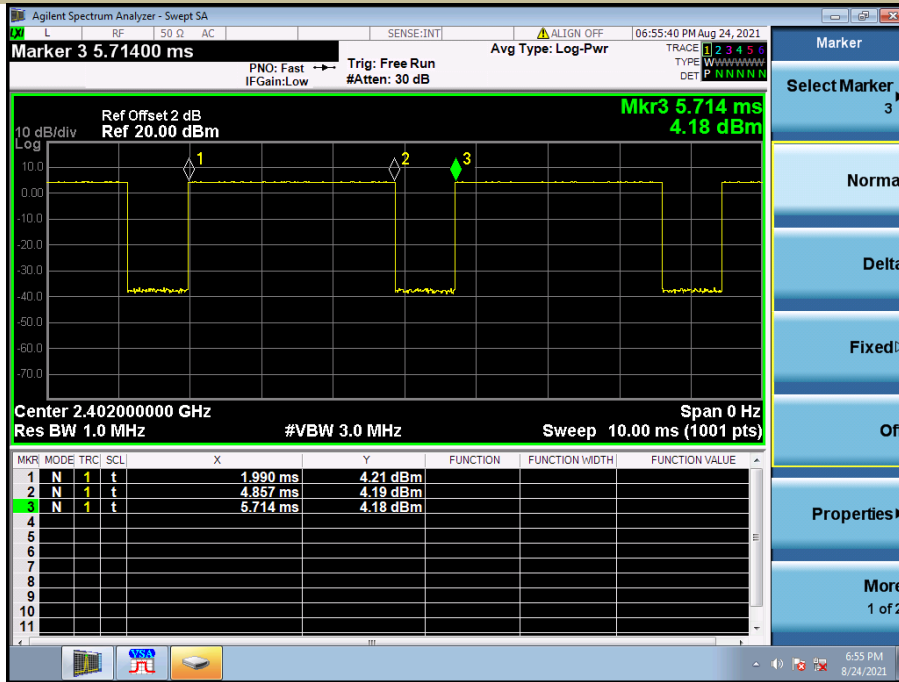 Agilent Spectrum Analyzer - Swept SA
LXI L RF 50 Ω AC SENSE:INT ALIGN OFF 06:55:40 PM Aug 24, 2021
Marker 3 5.71400 ms
PNO: Fast
IFGain:Low
Trig: Free Run
#Atten: 30 dB
Avg Type: Log-Pwr
TRACE 1 2 3 4 5 6
TYPE WWWWWW
DET P N N N N N
Ref Offset 2 dB
10 dB/div Ref 20.00 dBm
Log
Mkr3 5.714 ms
4.18 dBm
10.0
0.00
-10.0
-20.0
-30.0
-40.0
-50.0
-60.0
-70.0
1 2 3
Center 2.402000000 GHz Span 0 Hz
Res BW 1.0 MHz #VBW 3.0 MHz Sweep 10.00 ms (1001 pts)
MKR MODE TRC SCL X Y FUNCTION FUNCTION WIDTH FUNCTION VALUE
1 N 1 t 1.990 ms 4.21 dBm
2 N 1 t 4.857 ms 4.19 dBm
3 N 1 t 5.714 ms 4.18 dBm
4
5
6
7
8
9
10
11
Marker
Select Marker
3
Norma
Delta
Fixed
Of
Properties
More
1 of 2
VSA
6:55 PM
8/24/2021